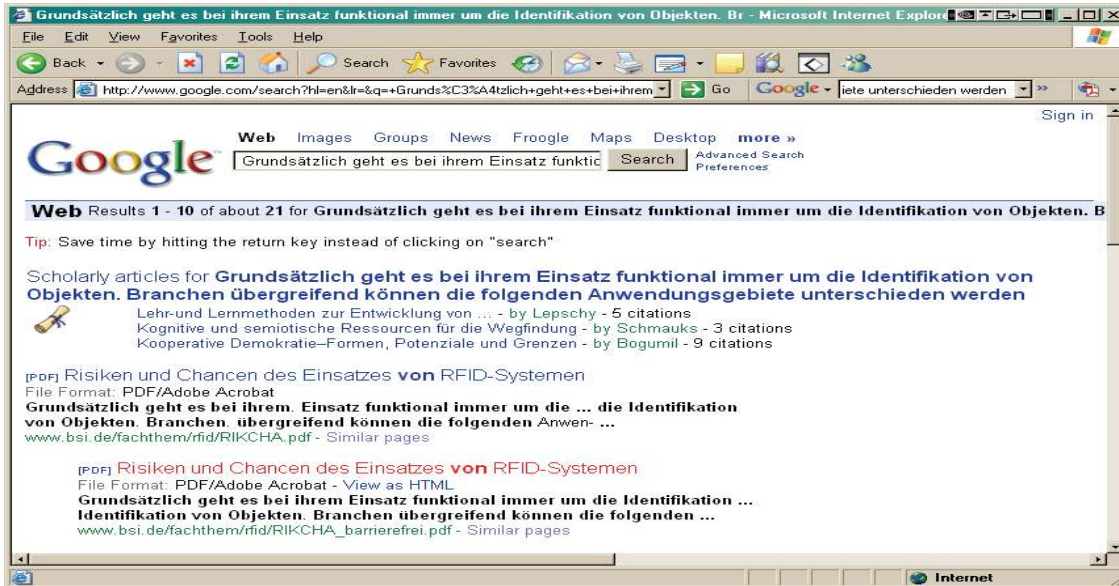 Grundsätzlich geht es bei ihrem Einsatz funktional immer um die Identifikation von Objekten. Br - Microsoft Internet Explor
File Edit View Favorites Tools Help
Back Search Favorites
Address http://www.google.com/search?hl=en&lr=&q=+Grunds%C3%A4tzlich+geht+es+bei+ihrem Go Google iete unterschieden werden »
Sign in
Google™
Web Images Groups News Froogle Maps Desktop more »
Grundsätzlich geht es bei ihrem Einsatz funktic Search Advanced Search
Preferences
Web Results 1 - 10 of about 21 for Grundsätzlich geht es bei ihrem Einsatz funktional immer um die Identifikation von Objekten. B
Tip: Save time by hitting the return key instead of clicking on "search"
Scholarly articles for Grundsätzlich geht es bei ihrem Einsatz funktional immer um die Identifikation von
Objekten. Branchen übergreifend können die folgenden Anwendungsgebiete unterschieden werden
Lehr-und Lernmethoden zur Entwicklung von ... - by Lepschy - 5 citations
Kognitive und semiotische Ressourcen für die Wegfindung - by Schmauks - 3 citations
Kooperative Demokratie–Formen, Potenziale und Grenzen - by Bogumil - 9 citations
[PDF] Risiken und Chancen des Einsatzes von RFID-Systemen
File Format: PDF/Adobe Acrobat
Grundsätzlich geht es bei ihrem. Einsatz funktional immer um die ... die Identifikation
von Objekten. Branchen. übergreifend können die folgenden Anwen- ...
www.bsi.de/fachthem/rfid/RIKCHA.pdf - Similar pages
[PDF] Risiken und Chancen des Einsatzes von RFID-Systemen
File Format: PDF/Adobe Acrobat - View as HTML
Grundsätzlich geht es bei ihrem Einsatz funktional immer um die Identifikation ...
Identifikation von Objekten. Branchen übergreifend können die folgenden ...
www.bsi.de/fachthem/rfid/RIKCHA_barrierefrei.pdf - Similar pages
Internet